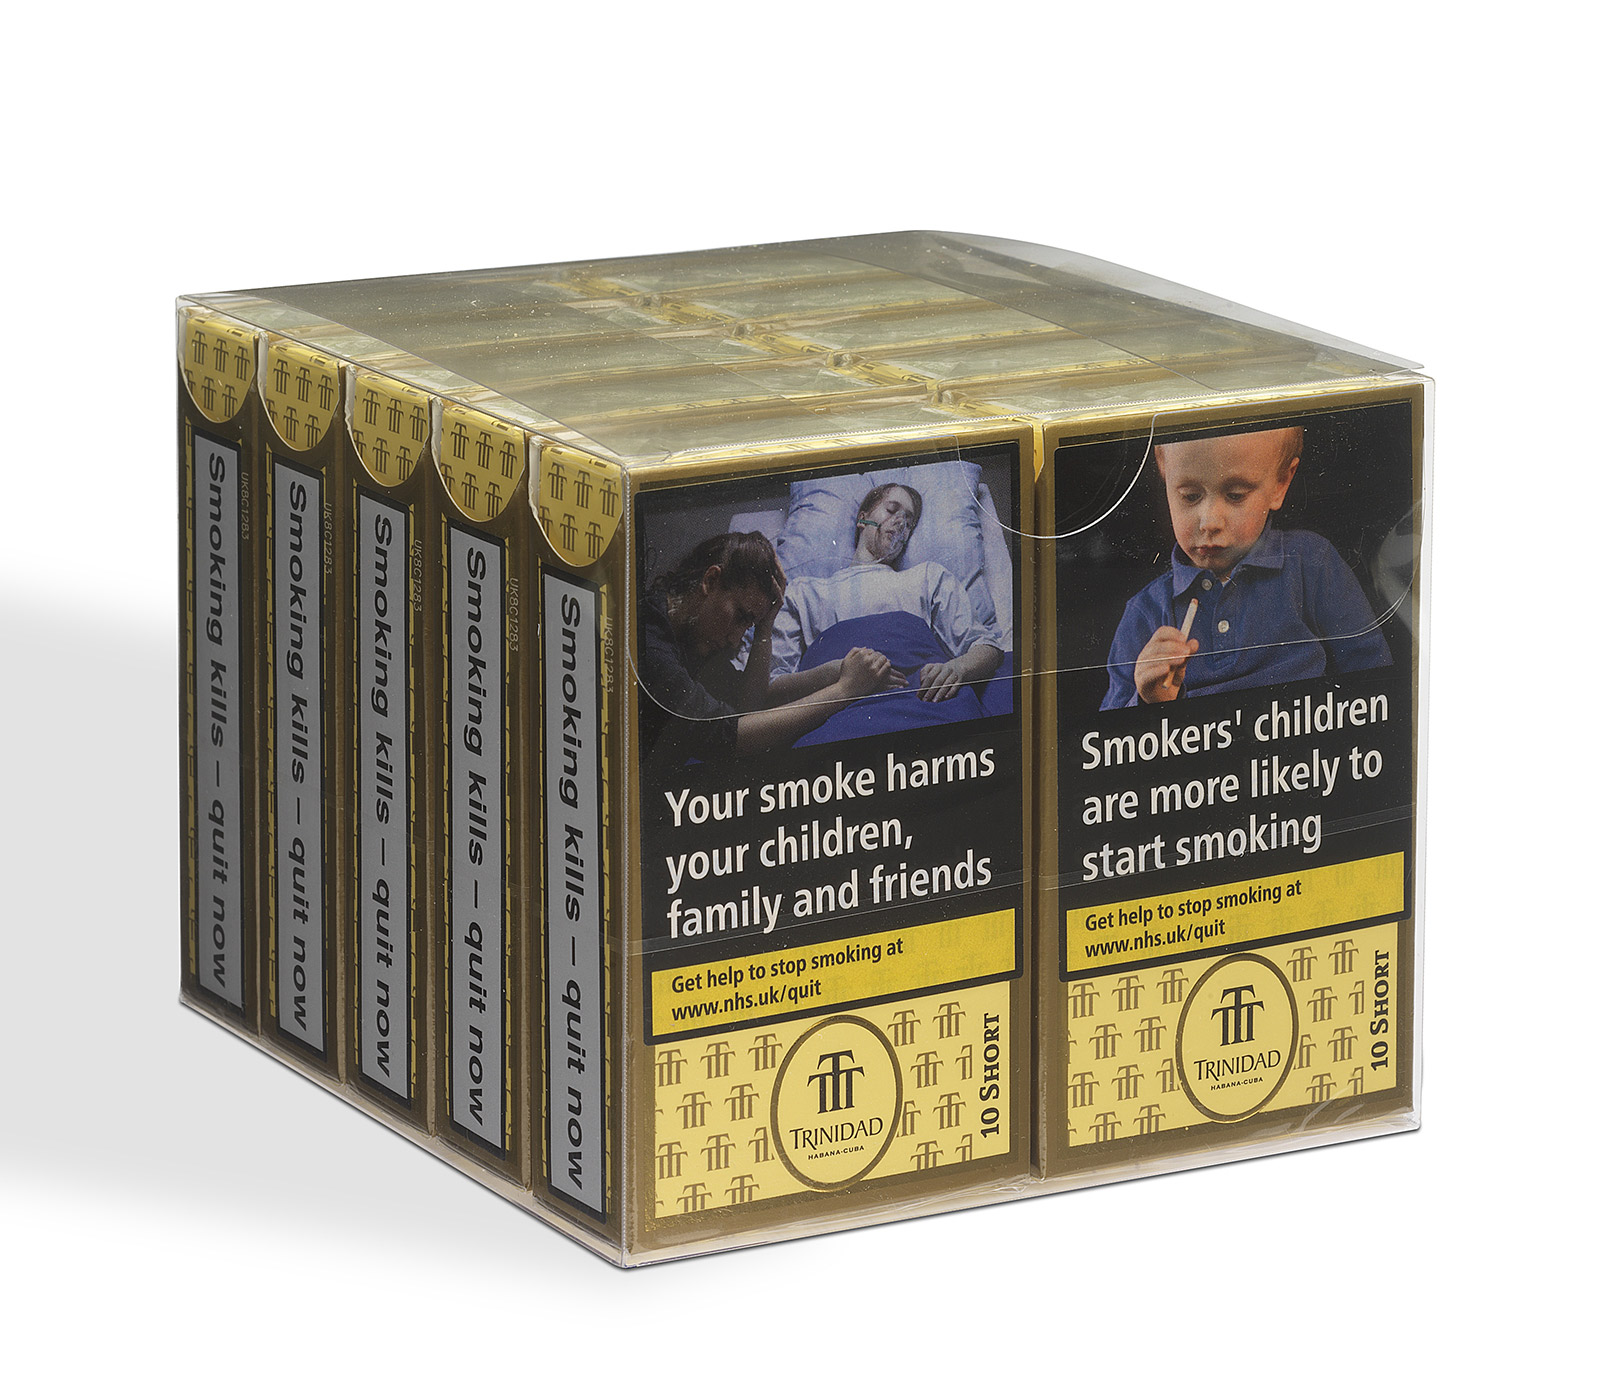 Smoking kills – quit now
UK8C1283
Smoking kills – quit now
UK8C1283
Smoking kills – quit now
UK8C1283
Smoking kills – quit now
UK8C1283
Smoking kills – quit now
UK8C1283
Your smoke harms
your children,
family and friends
Get help to stop smoking at
www.nhs.uk/quit
TRINIDAD
HABANA-CUBA
10 SHORT
Smokers' children
are more likely to
start smoking
Get help to stop smoking at
www.nhs.uk/quit
TRINIDAD
HABANA-CUBA
10 SHORT